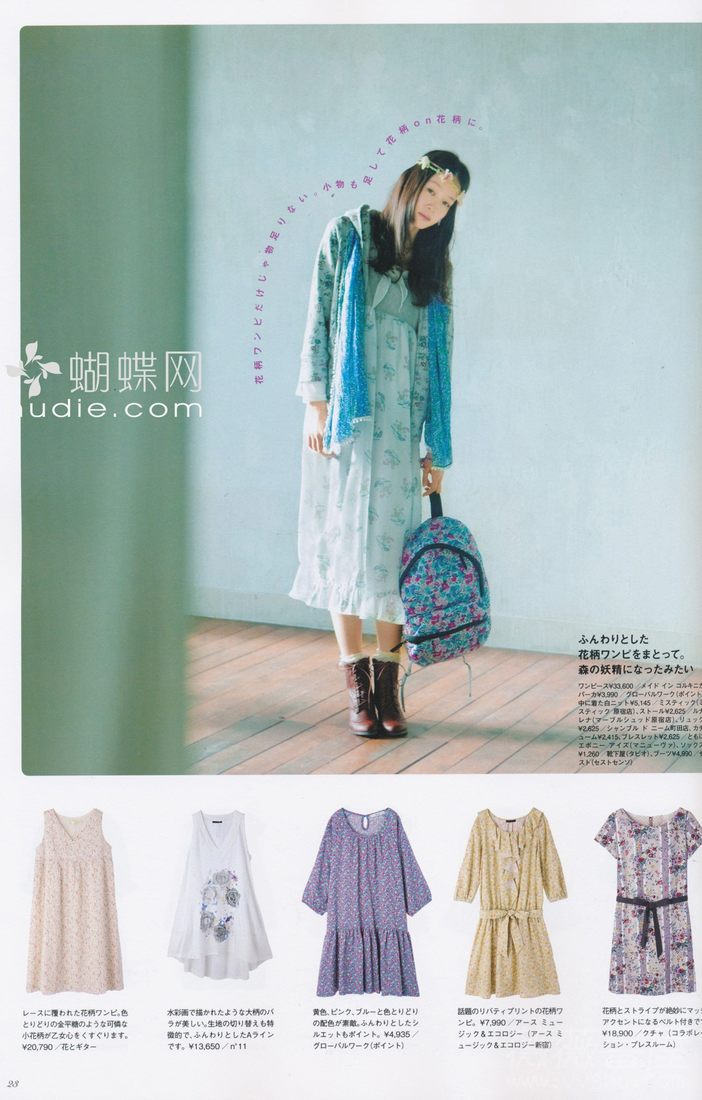 花柄ワンピだけじゃ物足りない。小物も足して花柄on花柄に。
蝴蝶网
udie.com
ふんわりとした
花柄ワンピをまとって。
森の妖精になったみたい
ワンピース¥33,600／メイド イン コルキニカ
パーカ¥3,990／グローバルワーク(ポイント
中に着た白ニット¥5,145／ミスティック(ミ
スティック 原宿店)、ストール¥2,625／ル
レナ(マーブルシュッド原宿店)、リュック
¥2,625／シャンブル ド ニーム町田店、カチ
ューム¥2,415、ブレスレット¥2,625／ともに
エボニー アイズ(マニューヴァ)、ソックス
¥1,260／靴下屋(タビオ)、ブーツ¥4,990／
スト(セストセンソ)
レースに覆われた花柄ワンピ。色
とりどりの金平糖のような可憐な
小花柄が乙女心をくすぐります。
¥20,790／花とギター
水彩画で描かれたような大柄のバ
ラが美しい。生地の切り替えも特
徴的で、ふんわりとしたAライン
です。¥13,650／n°11
黄色、ピンク、ブルーと色とりどり
の配色が素敵。ふんわりとしたシ
ルエットもポイント。¥4,935／
グローバルワーク(ポイント)
話題のリバティプリントの花柄ワ
ンピ。¥7,990／アース ミュー
ジック&エコロジー(アース ミ
ュージック&エコロジー新宿)
花柄とストライプが絶妙にマッ
アクセントになるベルト付きで
¥18,900／クチャ(コラボレ
ション・プレスルーム)
23